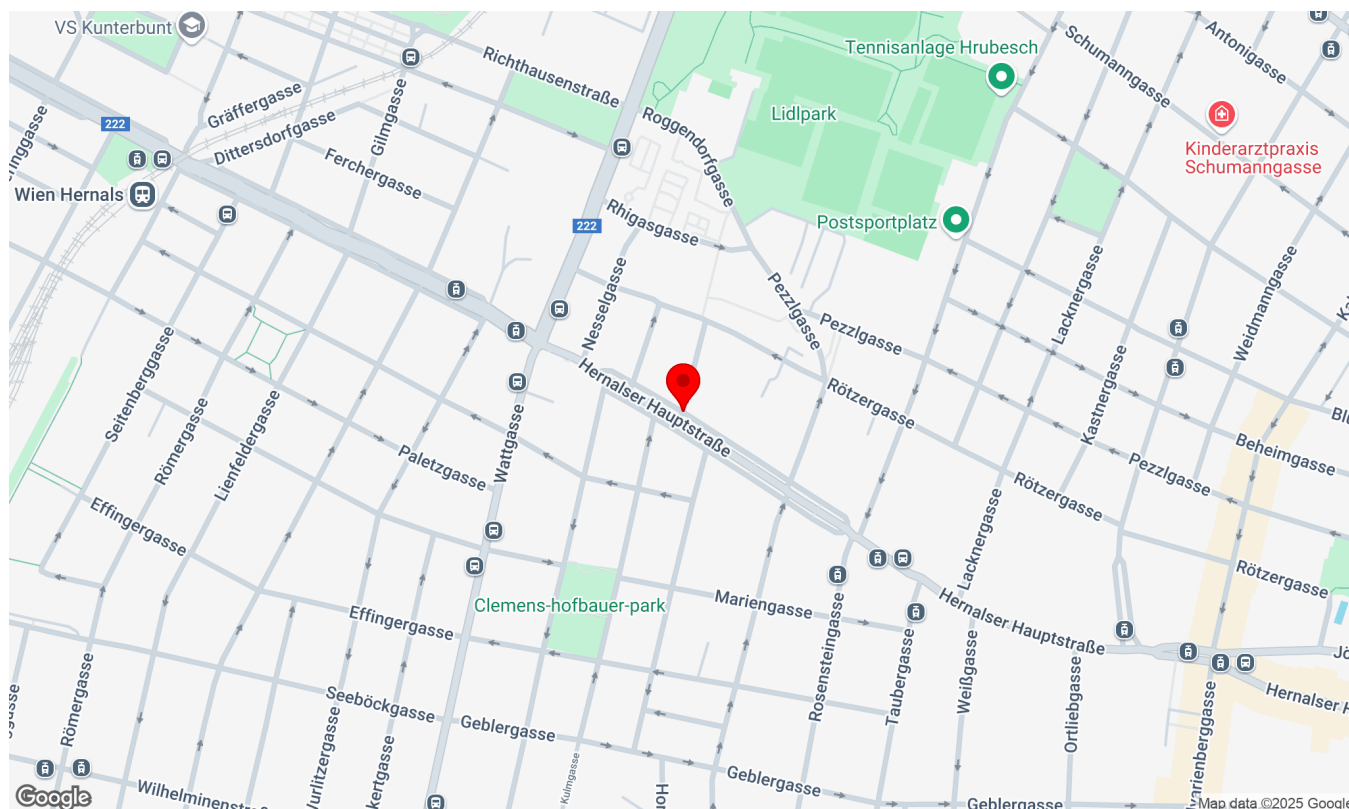 VS Kunterbunt
Richthausenstraße
Tennisanlage Hrubesch
Schumanngasse
Antonigasse
Gräffergasse
222
Dittersdorfgasse
Gilmgasse
Ferchergasse
Roggendorfgasse
Lidlpark
Kinderarztpraxis
Schumanngasse
Wien Hernals
222
Rhigasgasse
Postsportplatz
Nesselgasse
Pezzlgasse
Pezzlgasse
Lacknergasse
Weidmanngasse
Seitenberggasse
Römergasse
Lienfeldergasse
Hernalser Hauptstraße
Rötzergasse
Kastnergasse
Beheimgasse
Wattgasse
Paletzgasse
Pezzlgasse
Rötzergasse
Effingergasse
Lacknergasse
Rötzergasse
Clemens-hofbauer-park
Mariengasse
Hernalser Hauptstraße
Effingergasse
Rosensteingasse
Taubergasse
Weißgasse
Ortliebgasse
Römergasse
Seeböckgasse
Geblergasse
Hernalser H
Kulmgasse
Geblergasse
Geblergasse
Google
Map data ©2025 Google